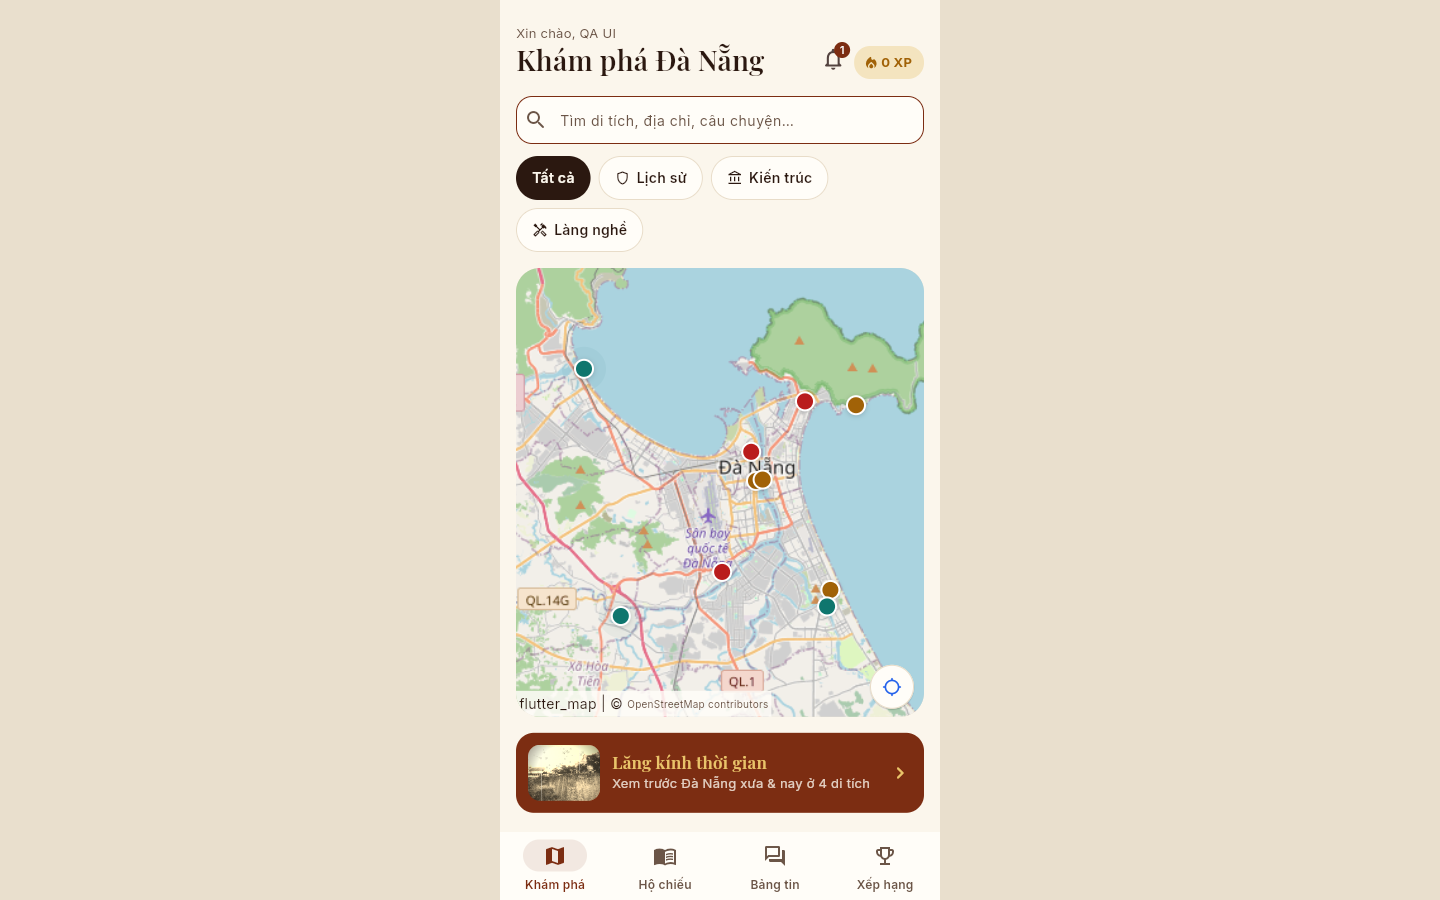 Xin chào, QA UI
Khám phá Đà Nẵng
1
0 XP
Tìm di tích, địa chỉ, câu chuyện...
Tất cả
Lịch sử
Kiến trúc
Làng nghề
Đà Nẵng
Sân bay
quốc tế
Đà Nẵng
QL.14G
Xã Hòa
Tiến
QL.1
flutter_map | © OpenStreetMap contributors
Lăng kính thời gian
Xem trước Đà Nẵng xưa & nay ở 4 di tích
Khám phá
Hộ chiếu
Bảng tin
Xếp hạng